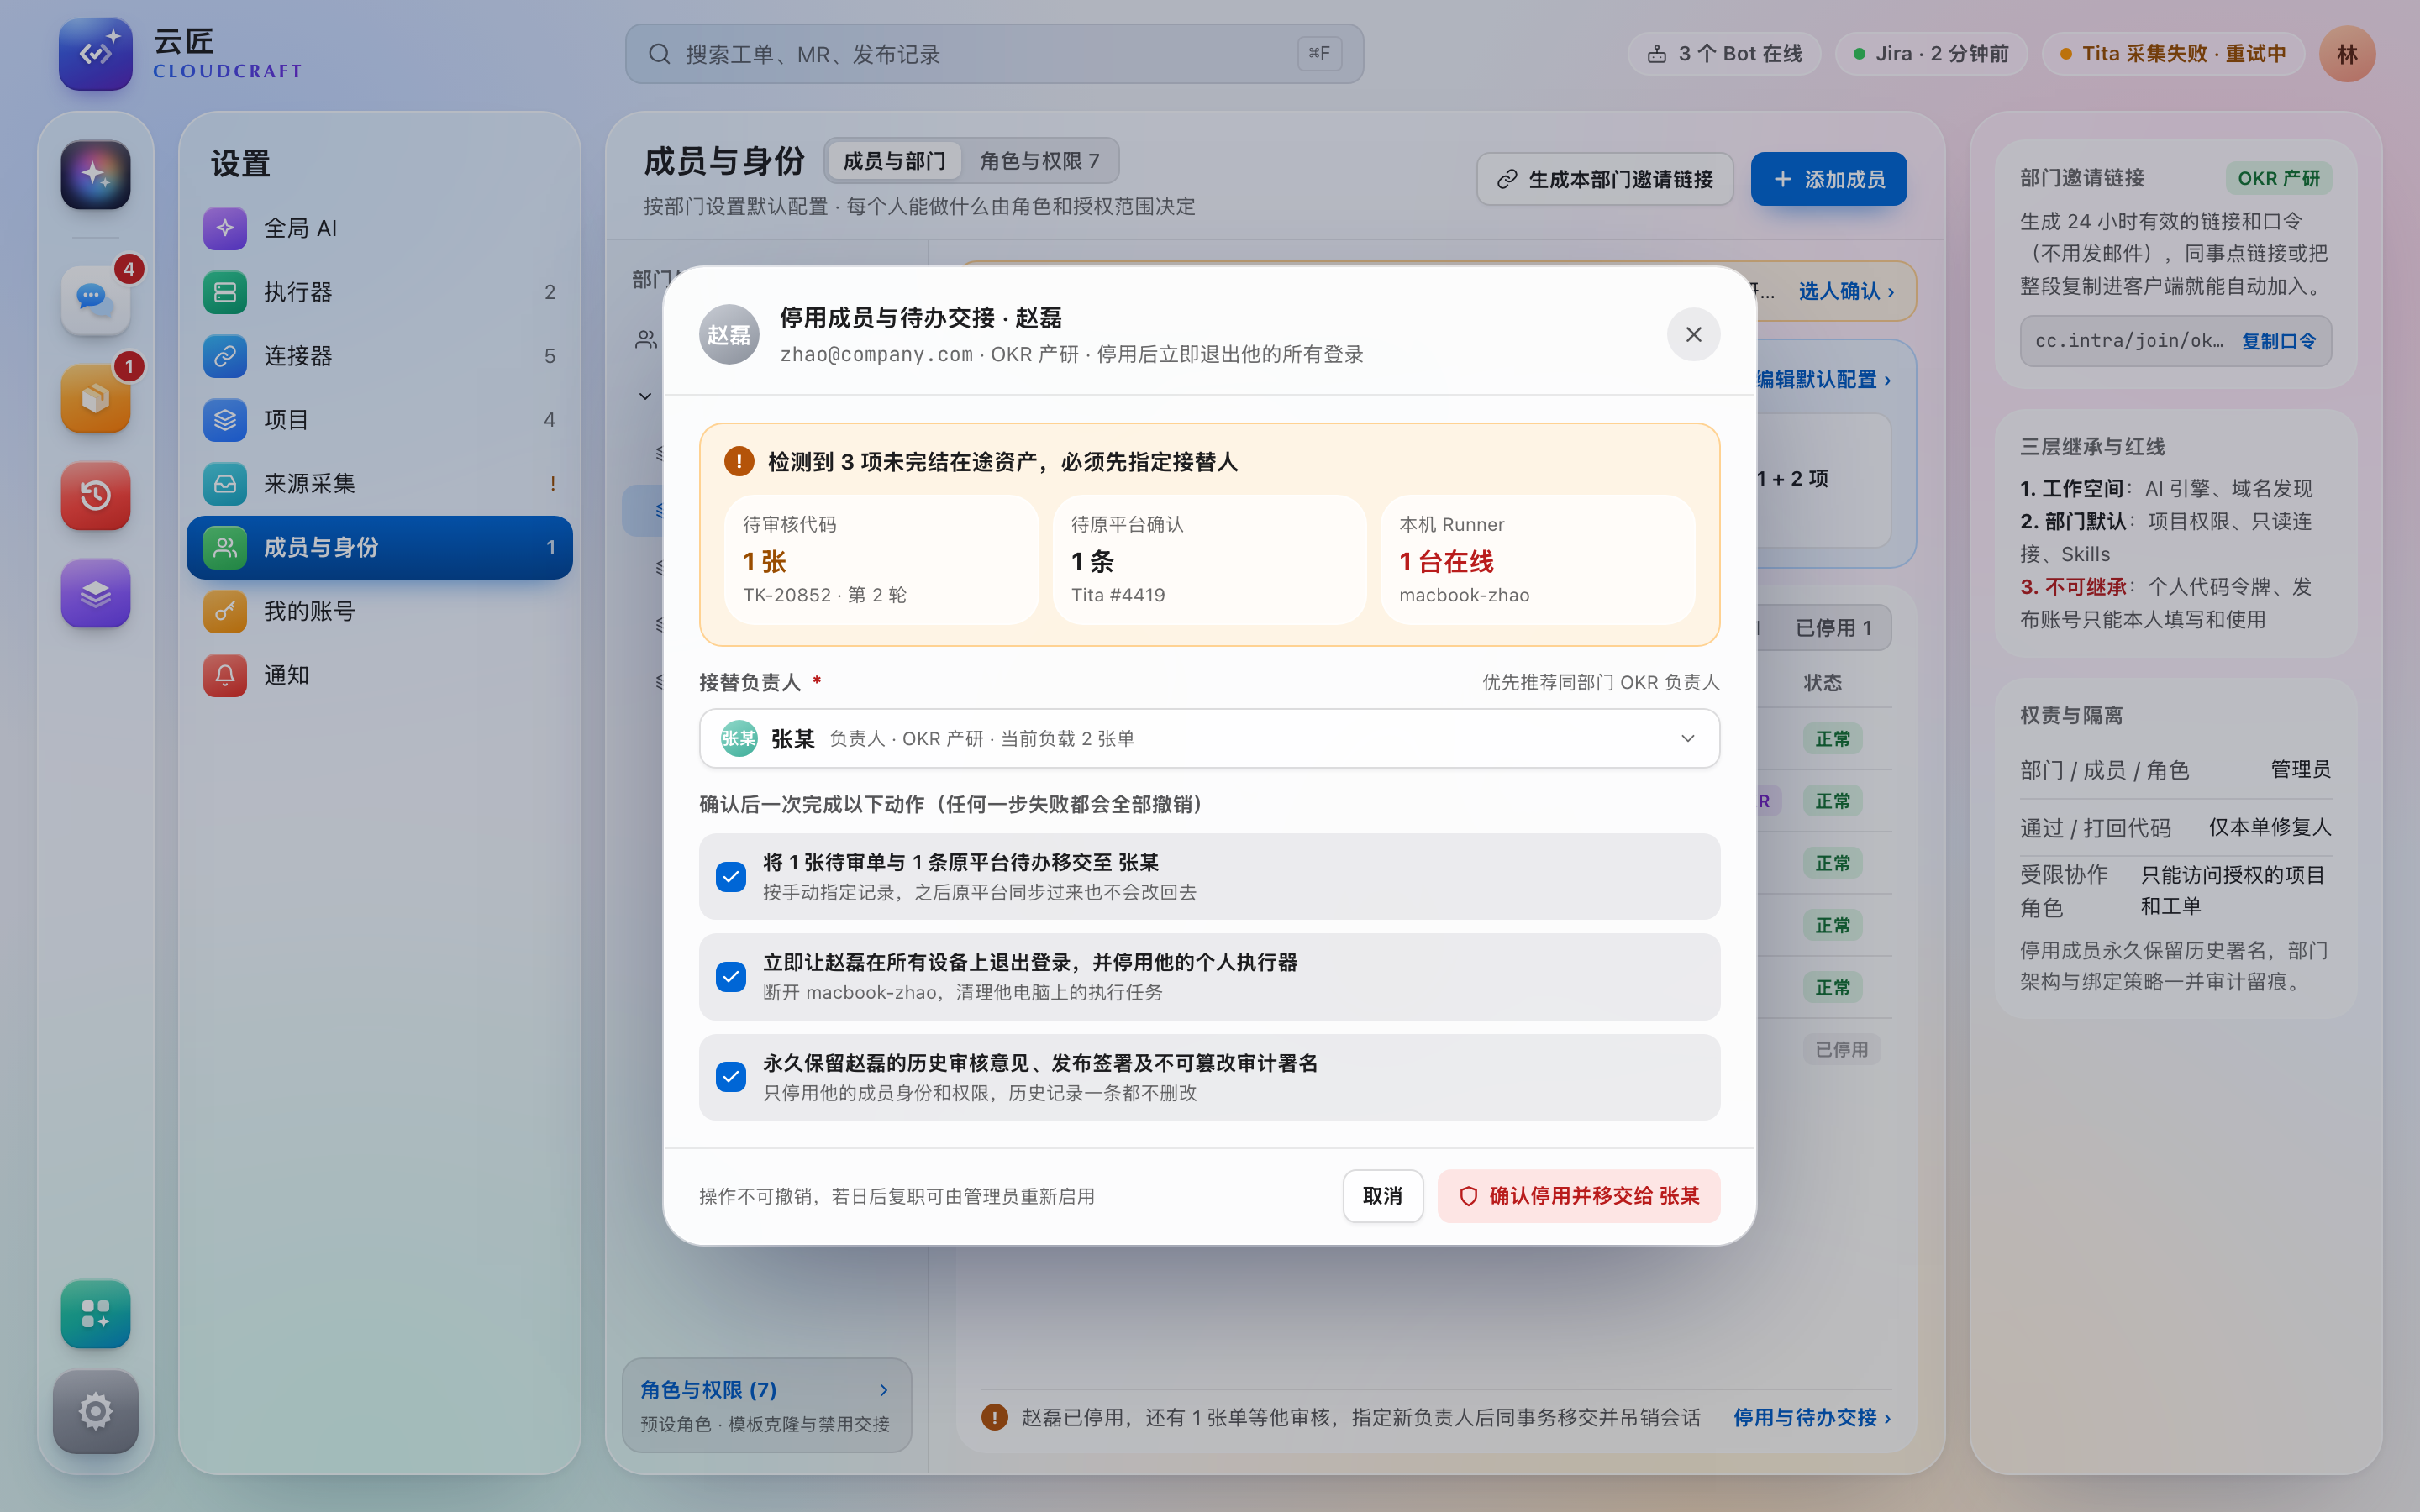 云匠
CLOUDCRAFT
搜索工单、MR、发布记录
⌘F
3 个 Bot 在线
Jira · 2 分钟前
Tita 采集失败 · 重试中
林
4
1
设置
全局 AI
执行器 2
连接器 5
项目 4
来源采集 !
成员与身份 1
我的账号
通知
成员与身份
成员与部门
角色与权限 7
按部门设置默认配置 · 每个人能做什么由角色和授权范围决定
生成本部门邀请链接
添加成员
部门
选人确认 ›
编辑默认配置 ›
1 + 2 项
已停用 1
状态
正常
R
正常
正常
正常
正常
已停用
赵磊
停用成员与待办交接 · 赵磊
zhao@company.com · OKR 产研 · 停用后立即退出他的所有登录
检测到 3 项未完结在途资产，必须先指定接替人
待审核代码
1 张
TK-20852 · 第 2 轮
待原平台确认
1 条
Tita #4419
本机 Runner
1 台在线
macbook-zhao
接替负责人 *
优先推荐同部门 OKR 负责人
张某
张某 负责人 · OKR 产研 · 当前负载 2 张单
确认后一次完成以下动作（任何一步失败都会全部撤销）
将 1 张待审单与 1 条原平台待办移交至 张某
按手动指定记录，之后原平台同步过来也不会改回去
立即让赵磊在所有设备上退出登录，并停用他的个人执行器
断开 macbook-zhao，清理他电脑上的执行任务
永久保留赵磊的历史审核意见、发布签署及不可篡改审计署名
只停用他的成员身份和权限，历史记录一条都不删改
操作不可撤销，若日后复职可由管理员重新启用
取消
确认停用并移交给 张某
角色与权限 (7)
预设角色 · 模板克隆与禁用交接
赵磊已停用，还有 1 张单等他审核，指定新负责人后同事务移交并吊销会话
停用与待办交接 ›
部门邀请链接
OKR 产研
生成 24 小时有效的链接和口令
（不用发邮件），同事点链接或把
整段复制进客户端就能自动加入。
cc.intra/join/ok…
复制口令
三层继承与红线
1. 工作空间：AI 引擎、域名发现
2. 部门默认：项目权限、只读连
接、Skills
3. 不可继承：个人代码令牌、发
布账号只能本人填写和使用
权责与隔离
部门 / 成员 / 角色 管理员
通过 / 打回代码 仅本单修复人
受限协作
角色
只能访问授权的项目
和工单
停用成员永久保留历史署名，部门
架构与绑定策略一并审计留痕。